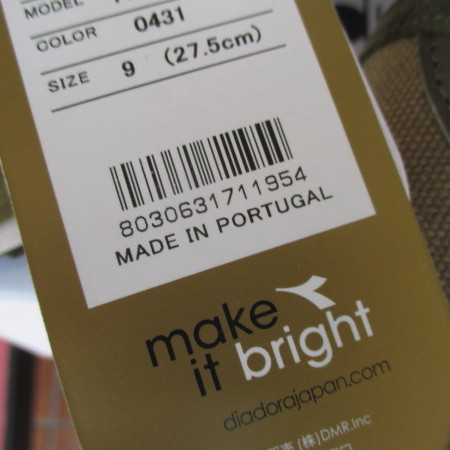 MODEL
COLOR 0431
SIZE 9 (27.5cm)
8030631711954
MADE IN PORTUGAL
make
it bright
diadorajapan.com
(株)DMR.Inc